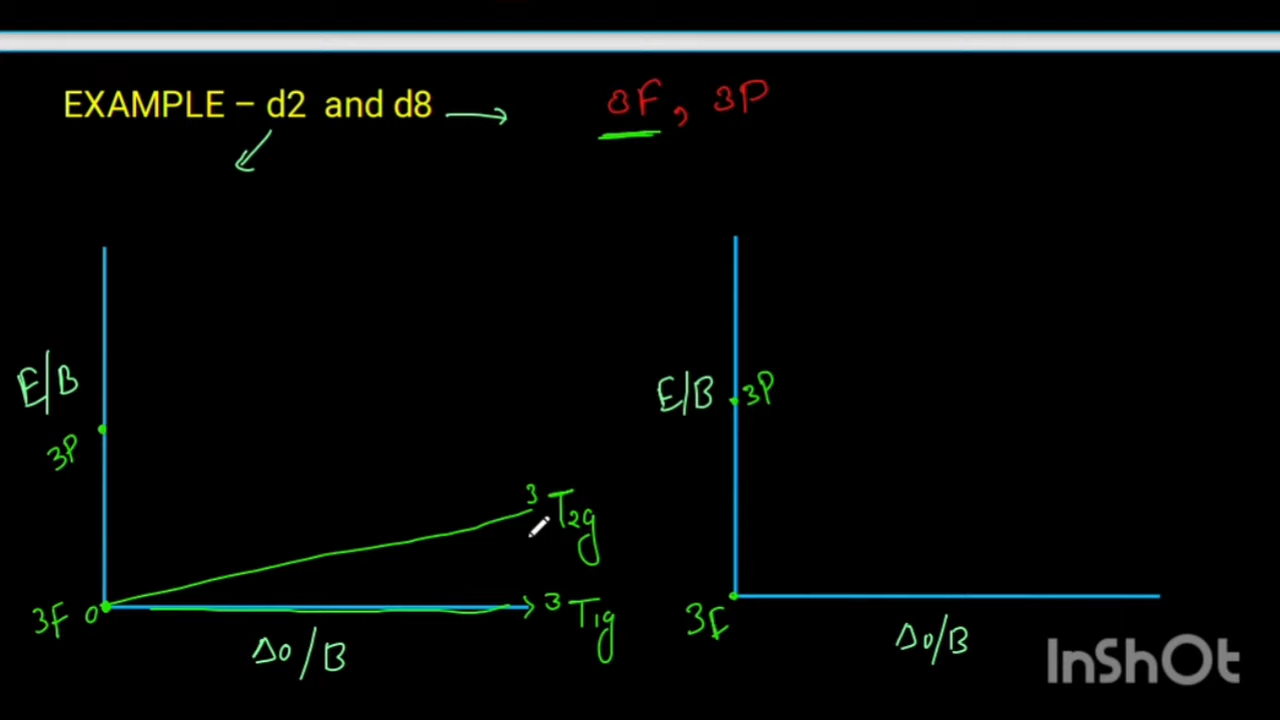 EXAMPLE – d2 and d8 → 3F, 3P
E/B
3P
3P
E/B
3T2g
3F 0
3T1g
3F
Δo/B
Δo/B
InShOt